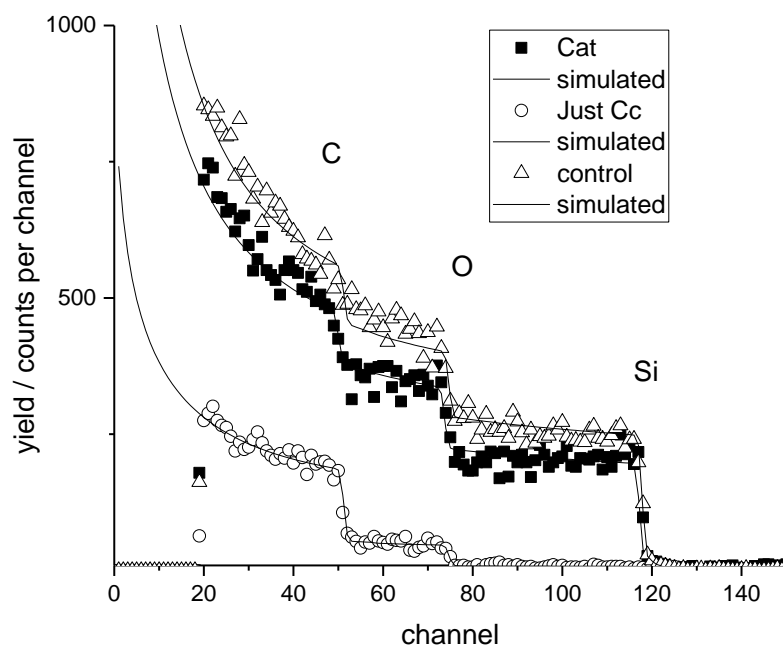 1000
Cat
simulated
Just Cc
simulated
control
simulated
C
O
500
Si
yield / counts per channel
0
0 20 40 60 80 100 120 140
channel